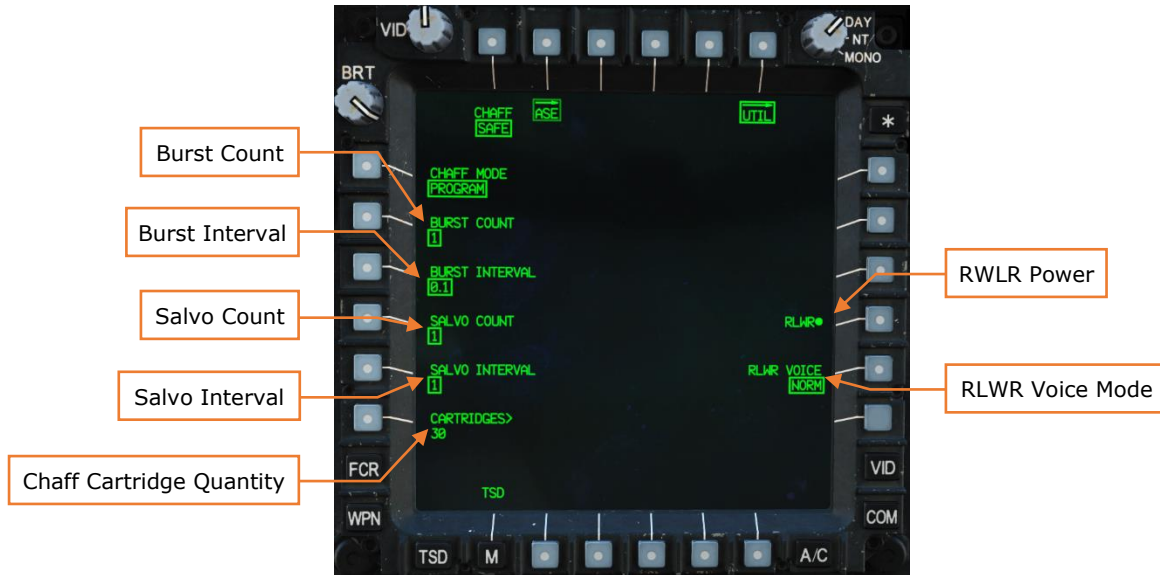 VID
DAY
NT
MONO
BRT
CHAFF
SAFE
ASE
UTIL
*
Burst Count
CHAFF MODE
PROGRAM
BURST COUNT
1
Burst Interval
BURST INTERVAL
0.1
RWLR Power
Salvo Count
SALVO COUNT
1
RLWR
Salvo Interval
SALVO INTERVAL
1
RLWR VOICE
NORM
RLWR Voice Mode
CARTRIDGES>
30
Chaff Cartridge Quantity
FCR
VID
TSD
WPN
COM
TSD
M
A/C